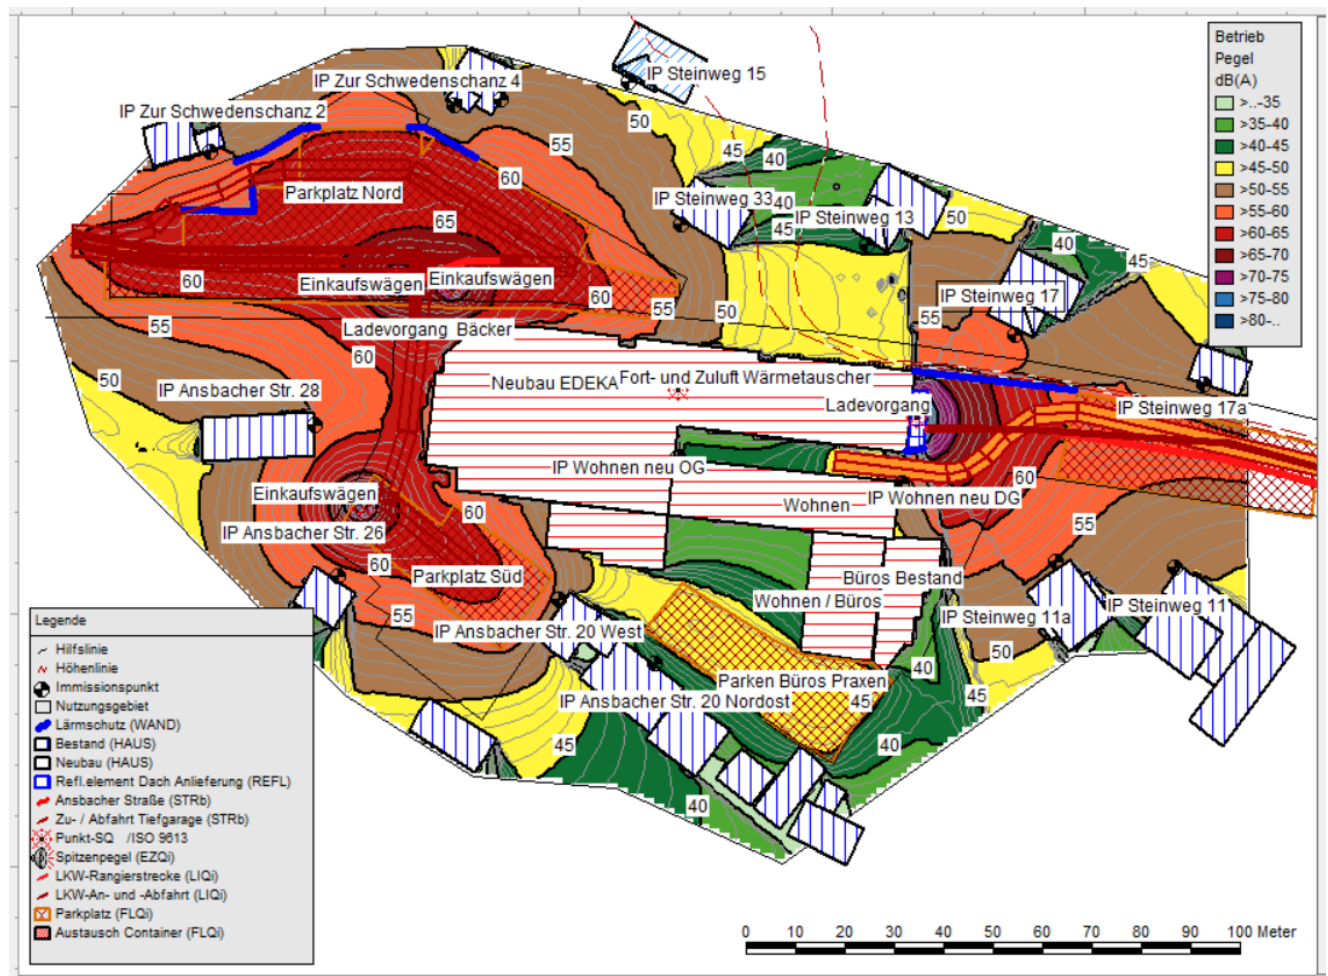 Betrieb
Pegel
dB(A)
>..-35
>35-40
>40-45
>45-50
>50-55
>55-60
>60-65
>65-70
>70-75
>75-80
>80-..
IP Steinweg 15
IP Zur Schwedenschanz 4
IP Zur Schwedenschanz 2
50
55
45
40
60
Parkplatz Nord
IP Steinweg 33
40
IP Steinweg 13
50
65
45
40
45
Einkaufswägen
Einkaufswägen
60
60
55
IP Steinweg 17
55
50
55
Ladevorgang Bäcker
60
50
IP Ansbacher Str. 28
Neubau EDEKA
Fort- und Zuluft Wärmetauscher
Ladevorgang
IP Steinweg 17a
IP Wohnen neu OG
60
Einkaufswägen
Wohnen
IP Wohnen neu DG
60
55
IP Ansbacher Str. 26
60
Parkplatz Süd
Büros Bestand
Wohnen / Büros
55
IP Ansbacher Str. 20 West
IP Steinweg 11a
IP Steinweg 11
50
40
Parken Büros Praxen
45
45
IP Ansbacher Str. 20 Nordost
45
40
40
Legende
Hilfslinie
Höhenlinie
Immissionspunkt
Nutzungsgebiet
Lärmschutz (WAND)
Bestand (HAUS)
Neubau (HAUS)
Refl.element Dach Anlieferung (REFL)
Ansbacher Straße (STRb)
Zu- / Abfahrt Tiefgarage (STRb)
Punkt-SQ /ISO 9613
Spitzenpegel (EZQi)
LKW-Rangierstrecke (LIQi)
LKW-An- und -Abfahrt (LIQi)
Parkplatz (FLQi)
Austausch Container (FLQi)
0 10 20 30 40 50 60 70 80 90 100 Meter